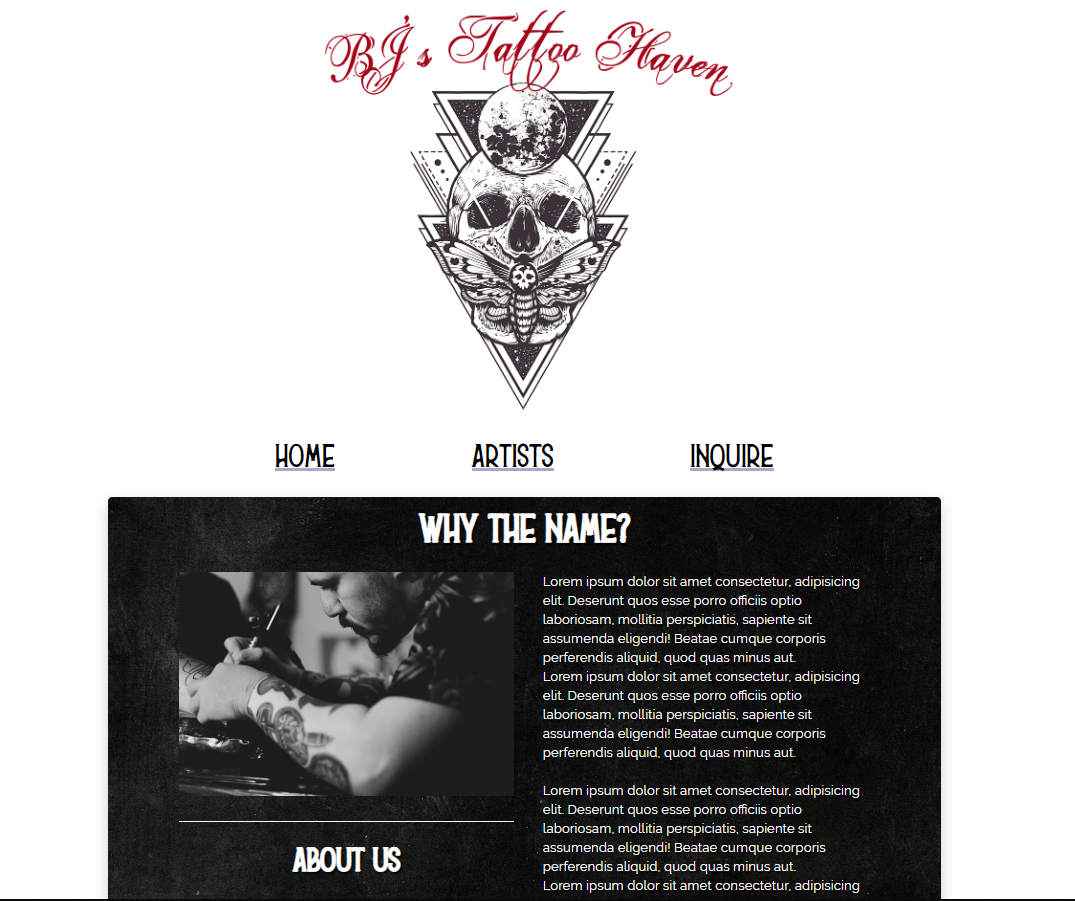 BJ's Tattoo Haven
HOME ARTISTS INQUIRE
WHY THE NAME?
Lorem ipsum dolor sit amet consectetur, adipisicing
elit. Deserunt quos esse porro officiis optio
laboriosam, mollitia perspiciatis, sapiente sit
assumenda eligendi! Beatae cumque corporis
perferendis aliquid, quod quas minus aut.
Lorem ipsum dolor sit amet consectetur, adipisicing
elit. Deserunt quos esse porro officiis optio
laboriosam, mollitia perspiciatis, sapiente sit
assumenda eligendi! Beatae cumque corporis
perferendis aliquid, quod quas minus aut.
Lorem ipsum dolor sit amet consectetur, adipisicing
elit. Deserunt quos esse porro officiis optio
laboriosam, mollitia perspiciatis, sapiente sit
assumenda eligendi! Beatae cumque corporis
perferendis aliquid, quod quas minus aut.
Lorem ipsum dolor sit amet consectetur, adipisicing
ABOUT US